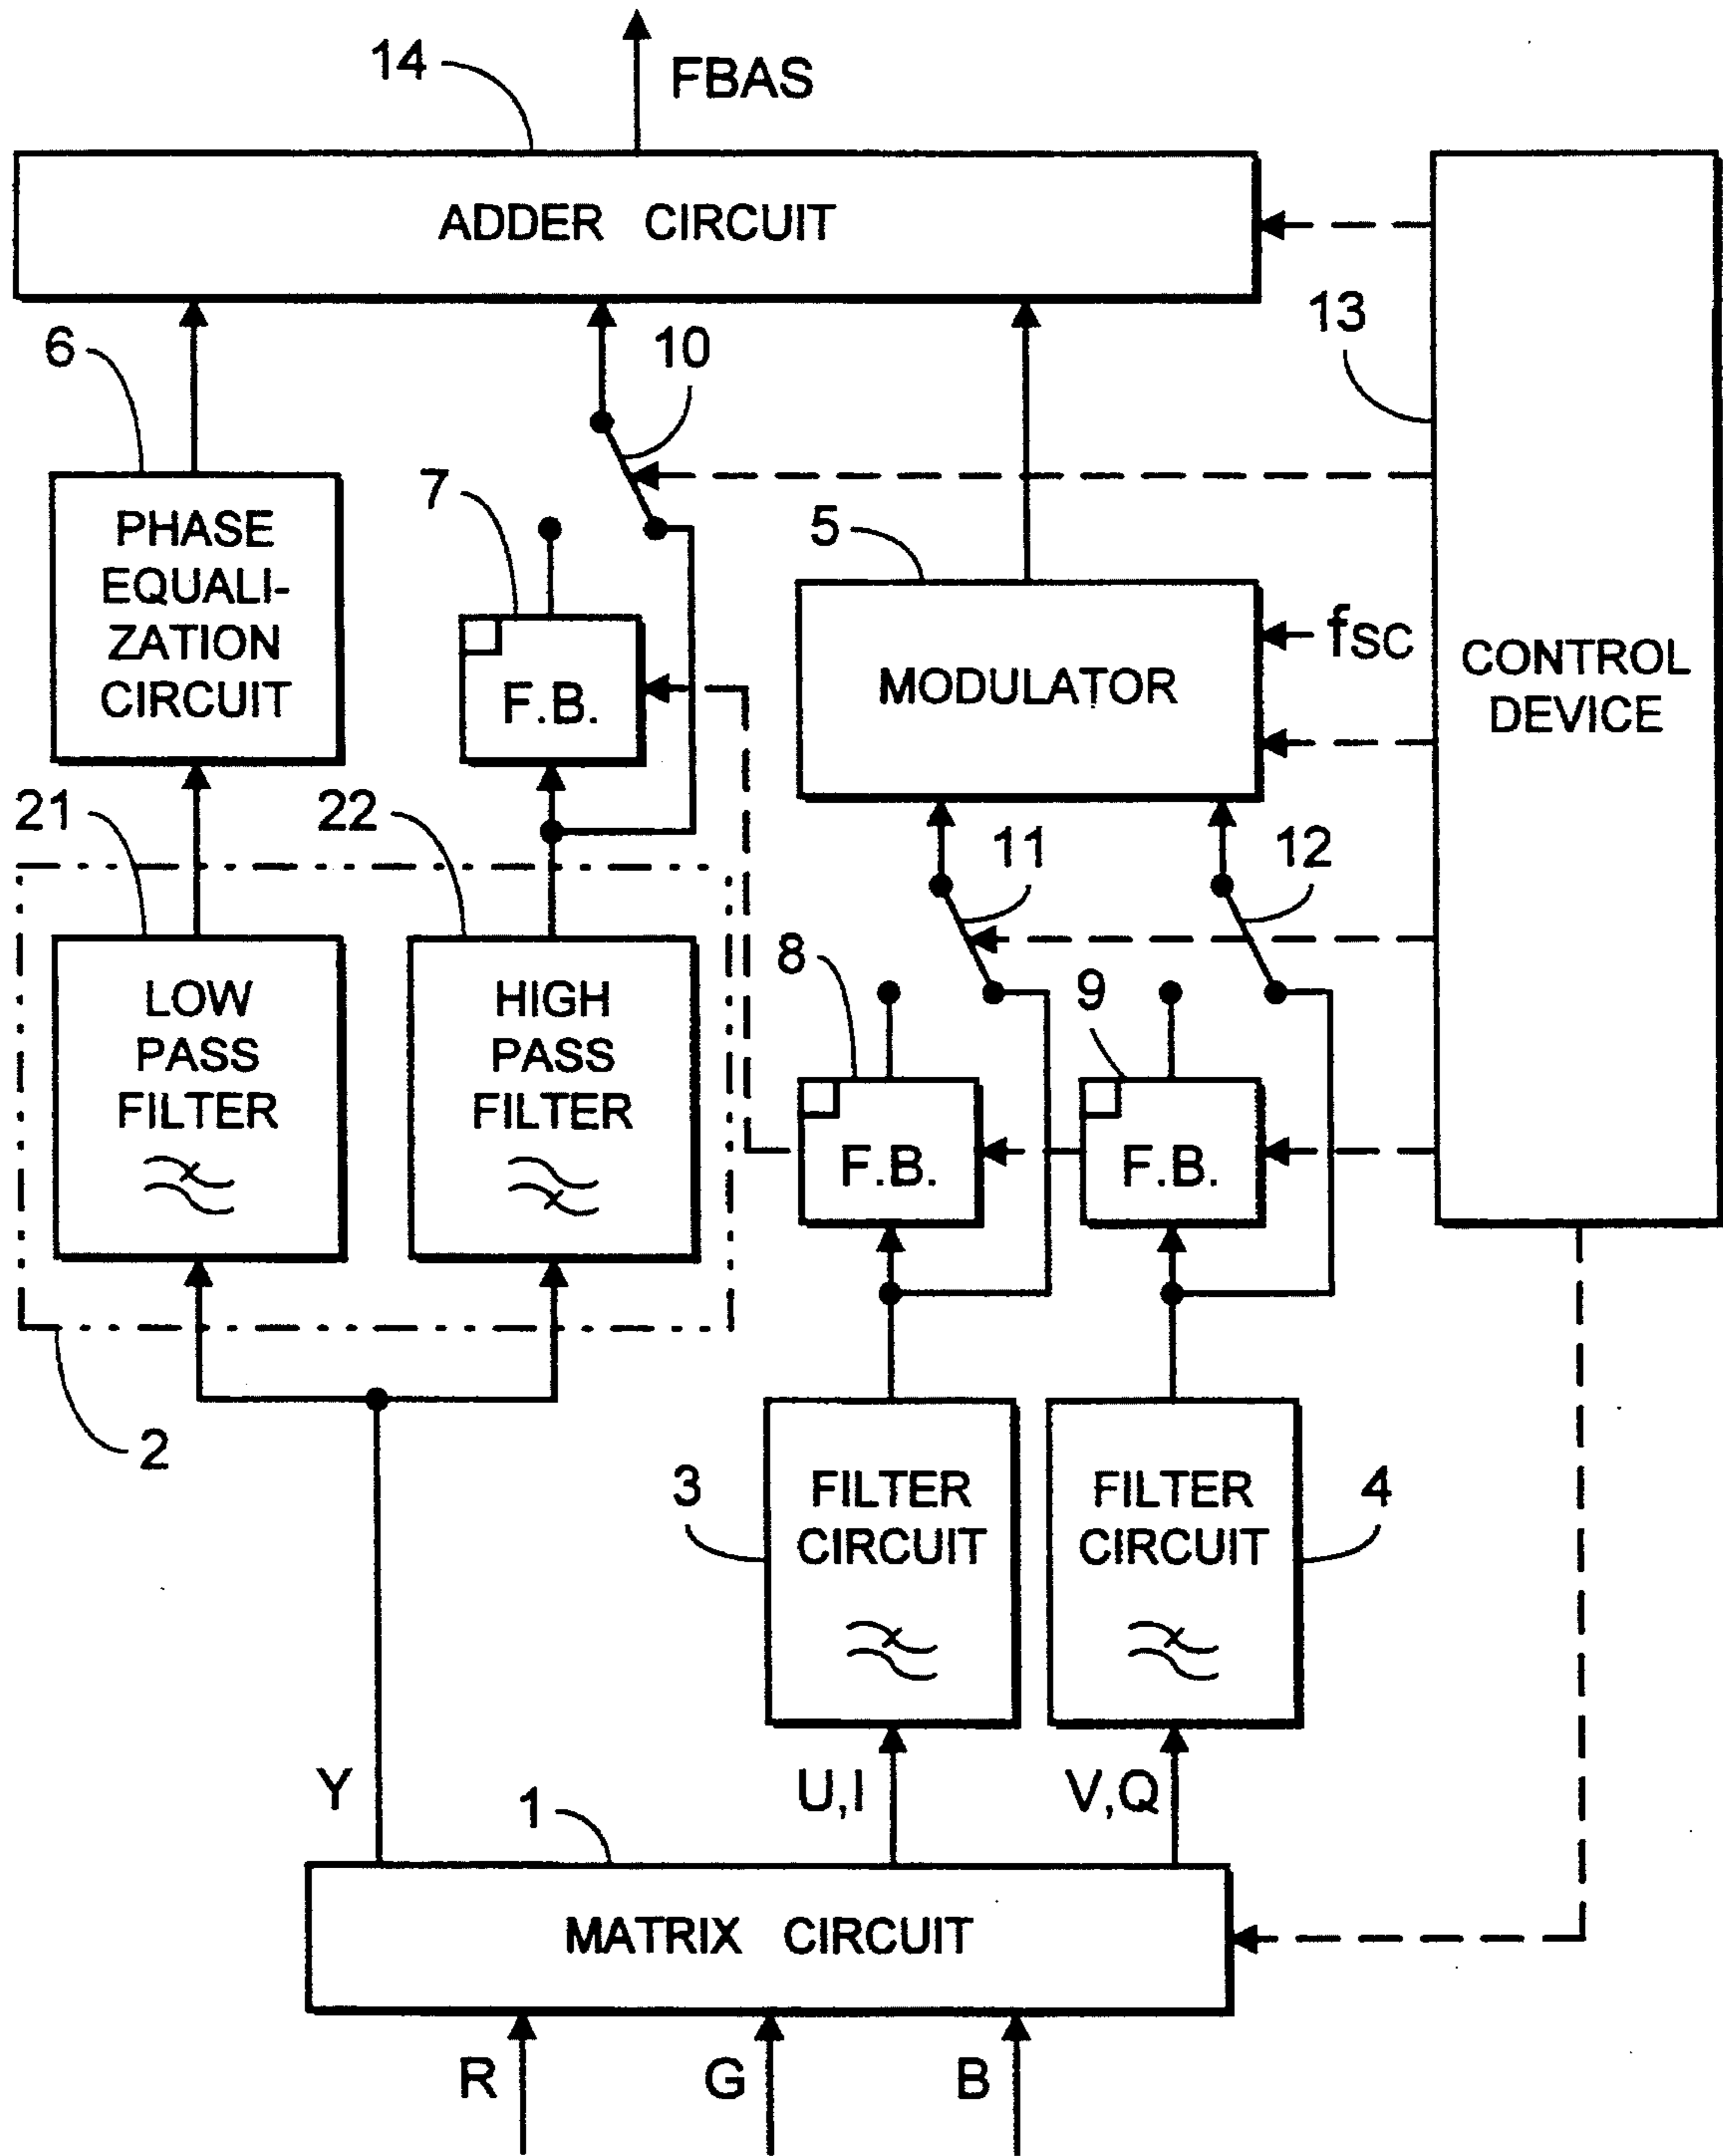 14
FBAS
ADDER CIRCUIT
13
6
10
PHASE
EQUALI-
ZATION
CIRCUIT
7
F.B.
5
MODULATOR
fSC
CONTROL
DEVICE
21
22
11
12
LOW
PASS
FILTER
HIGH
PASS
FILTER
8
F.B.
9
F.B.
2
3
FILTER
CIRCUIT
FILTER
CIRCUIT
4
Y
U,I
V,Q
1
MATRIX CIRCUIT
R
G
B